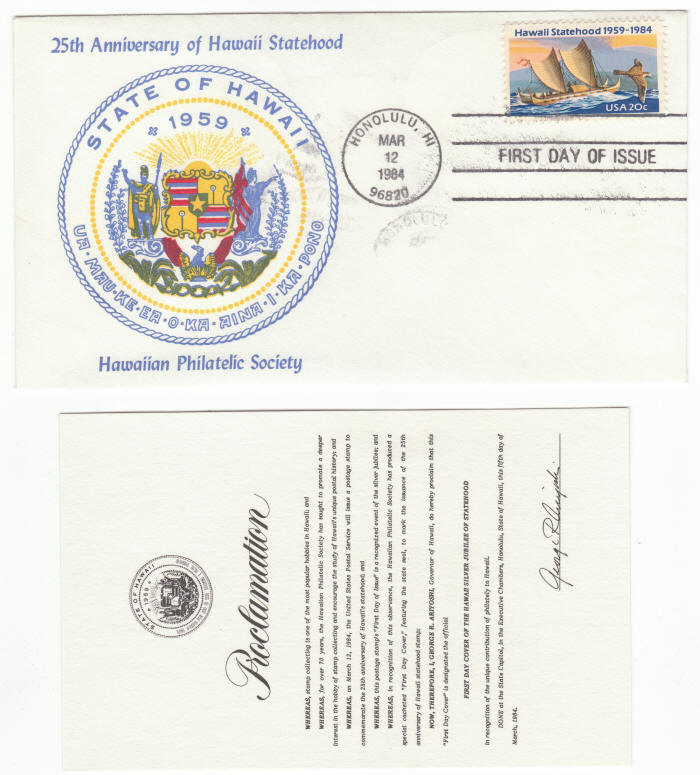 25th Anniversary of Hawaii Statehood
STATE OF HAWAII
1959
UA·MAU·KE·EA·O·KA·AINA·I·KA·PONO
Hawaiian Philatelic Society
Hawaii Statehood 1959-1984
USA 20c
HONOLULU, HI
MAR
12
1984
96820
FIRST DAY OF ISSUE
HONOLULU
STATE OF HAWAII
1959
Proclamation
WHEREAS, stamp collecting is one of the most popular hobbies in Hawaii; and
WHEREAS, for over 70 years, the Hawaiian Philatelic Society has sought to promote a deeper
interest in the hobby of stamp collecting and encourage the study of Hawaii's unique postal history; and
WHEREAS, on March 12, 1984, the United States Postal Service will issue a postage stamp to
commemorate the 25th anniversary of Hawaii's statehood; and
WHEREAS, this postage stamp's "First Day of Issue" is a recognized event of the silver jubilee; and
WHEREAS, in recognition of this observance, the Hawaiian Philatelic Society has produced a
special cacheted "First Day Cover," featuring the state seal, to mark the issuance of the 25th
anniversary of Hawaii statehood stamp;
NOW, THEREFORE, I, GEORGE R. ARIYOSHI, Governor of Hawaii, do hereby proclaim that this
"First Day Cover" is designated the official
FIRST DAY COVER OF THE HAWAII SILVER JUBILEE OF STATEHOOD
in recognition of the unique contribution of philately to Hawaii.
DONE at the State Capitol, in the Executive Chambers, Honolulu, State of Hawaii, this fifth day of
March, 1984.
George R. Ariyoshi